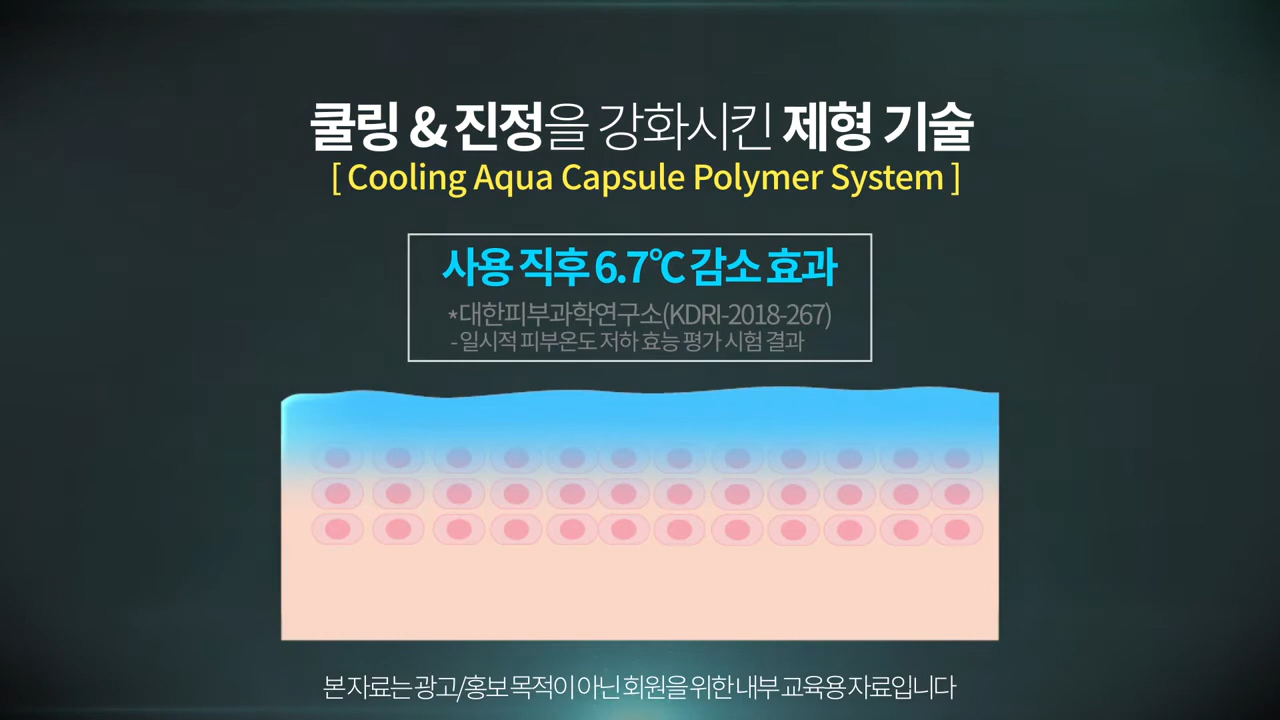 쿨링 & 진정을 강화시킨 제형 기술
[ Cooling Aqua Capsule Polymer System ]
사용 직후 6.7℃ 감소 효과
*대한피부과학연구소(KDRI-2018-267)
- 일시적 피부온도 저하 효능 평가 시험 결과
본 자료는 광고/홍보 목적이 아닌 회원을 위한 내부 교육용 자료입니다